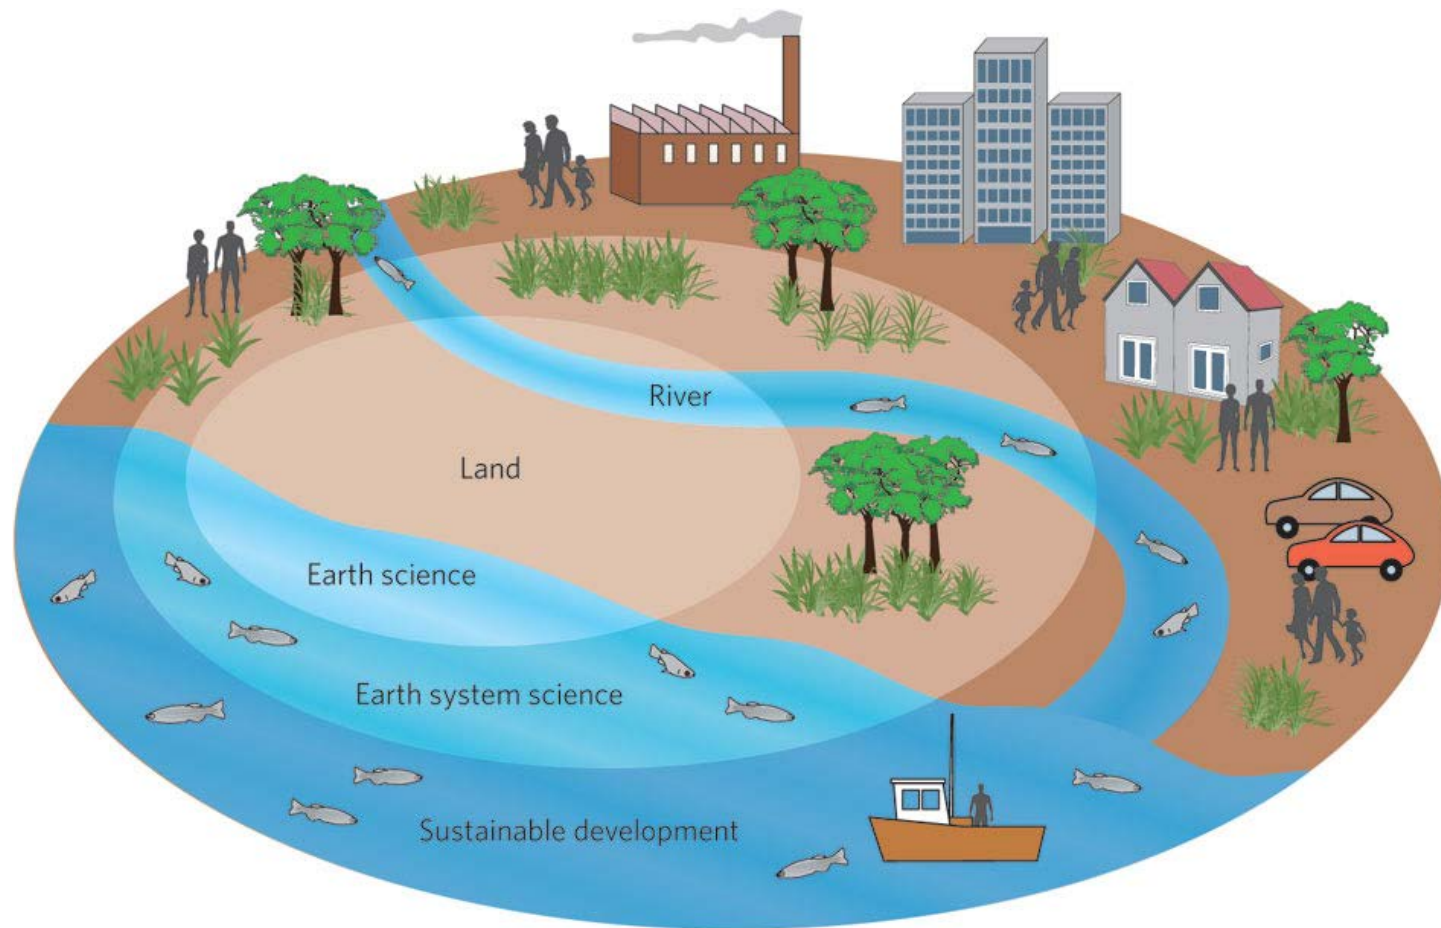 River
Land
Earth science
Earth system science
Sustainable development